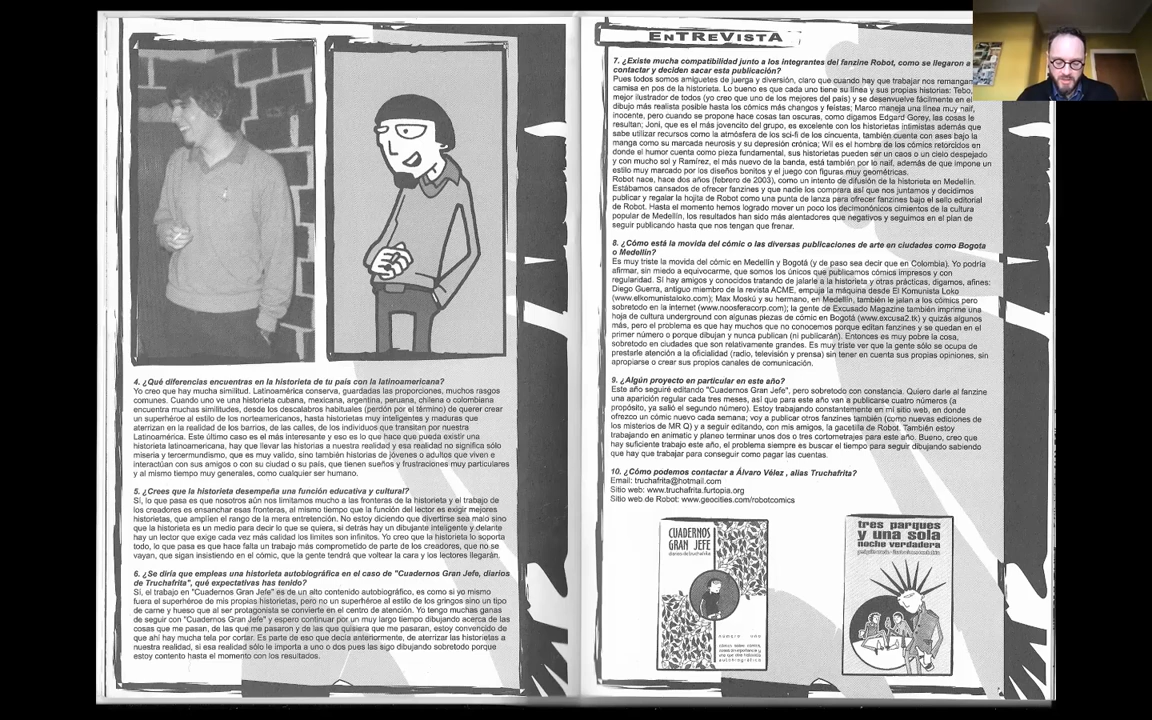 4. ¿Qué diferencias encuentras en la historieta de tu país con la latinoamericana?
Yo creo que hay mucha similitud. Latinoamérica conserva, guardadas las proporciones, muchos rasgos
comunes. Cuando uno ve una historieta cubana, mexicana, argentina, peruana, chilena o colombiana
encuentra muchas similitudes, desde los descalabros habituales (perdón por el término) de querer crear
un superhéroe al estilo de los norteamericanos, hasta historietas muy inteligentes y maduras que
aterrizan en la realidad de los barrios, de las calles, de los individuos que transitan por nuestra
Latinoamérica. Este último caso es el más interesante y eso es lo que hace que pueda existir una
historieta latinoamericana, hay que llevar las historias a nuestra realidad y esa realidad no significa sólo
miseria y tercermundismo, que es muy valido, sino también historias de jóvenes o adultos que viven e
interactúan con sus amigos o con su ciudad o su país, que tienen sueños y frustraciones muy particulares
y al mismo tiempo muy generales, como cualquier ser humano.
5. ¿Crees que la historieta desempeña una función educativa y cultural?
Sí, lo que pasa es que nosotros aún nos limitamos mucho a las fronteras de la historieta y el trabajo de
los creadores es ensanchar esas fronteras, al mismo tiempo que la función del lector es exigir mejores
historietas, que amplíen el rango de la mera entretención. No estoy diciendo que divertirse sea malo sino
que la historieta es un medio para decir lo que se quiera, si detrás hay un dibujante inteligente y delante
hay un lector que exige cada vez más calidad los limites son infinitos. Yo creo que la historieta lo soporta
todo, lo que pasa es que hace falta un trabajo más comprometido de parte de los creadores, que no se
vayan, que sigan insistiendo en el cómic, que la gente tendrá que voltear la cara y los lectores llegarán.
6. ¿Se diría que empleas una historieta autobiográfica en el caso de "Cuadernos Gran Jefe, diarios
de Truchafrita", qué expectativas has tenido?
Sí, el trabajo en "Cuadernos Gran Jefe" es de un alto contenido autobiográfico, es como si yo mismo
fuera el superhéroe de mis propias historietas, pero no un superhéroe al estilo de los gringos sino un tipo
de carne y hueso que al ser protagonista se convierte en el centro de atención. Yo tengo muchas ganas
de seguir con "Cuadernos Gran Jefe" y espero continuar por un muy largo tiempo dibujando acerca de las
cosas que me pasan, de las que me pasaron y de las que quisiera que me pasaran, estoy convencido de
que ahí hay mucha tela por cortar. Es parte de eso que decía anteriormente, de aterrizar las historietas a
nuestra realidad, si esa realidad sólo le importa a uno o dos pues las sigo dibujando sobretodo porque
estoy contento hasta el momento con los resultados.
EnTReVisTA
7. ¿Existe mucha compatibilidad junto a los integrantes del fanzine Robot, como se llegaron a
contactar y deciden sacar esta publicación?
Pues todos somos amiguetes de juerga y diversión, claro que cuando hay que trabajar nos remangam
camisa en pos de la historieta. Lo bueno es que cada uno tiene su línea y sus propias historias: Tebo,
mejor ilustrador de todos (yo creo que uno de los mejores del país) y se desenvuelve fácilmente en el
dibujo más realista posible hasta los cómics más changos y feístas; Marco maneja una línea muy naif,
inocente, pero cuando se propone hace cosas tan oscuras, como digamos Edgard Gorey, las cosas le
resultan; Joni, que es el más jovencito del grupo, es excelente con los historietas intimistas además que
sabe utilizar recursos como la atmósfera de los sci-fi de los cincuenta, también cuenta con ases bajo la
manga como su marcada neurosis y su depresión crónica; Wil es el hombre de los cómics retorcidos en
donde el humor cuenta como pieza fundamental, sus historietas pueden ser un caos o un cielo despejado
y con mucho sol y Ramírez, el más nuevo de la banda, está también por lo naif, además de que impone un
estilo muy marcado por los diseños bonitos y el juego con figuras muy geométricas.
Robot nace, hace dos años (febrero de 2003), como un intento de difusión de la historieta en Medellín.
Estábamos cansados de ofrecer fanzines y que nadie los comprara así que nos juntamos y decidimos
publicar y regalar la hojita de Robot como una punta de lanza para ofrecer fanzines bajo el sello editorial
de Robot. Hasta el momento hemos logrado mover un poco los decimonónicos cimientos de la cultura
popular de Medellín, los resultados han sido más alentadores que negativos y seguimos en el plan de
seguir publicando hasta que nos tengan que frenar.
8. ¿Cómo está la movida del cómic o las diversas publicaciones de arte en ciudades como Bogota
o Medellín?
Es muy triste la movida del cómic en Medellín y Bogotá (y de paso sea decir que en Colombia). Yo podría
afirmar, sin miedo a equivocarme, que somos los únicos que publicamos cómics impresos y con
regularidad. Sí hay amigos y conocidos tratando de jalarle a la historieta y otras prácticas, digamos, afines:
Diego Guerra, antiguo miembro de la revista ACME, empuja la máquina desde El Komunista Loko
(www.elkomunistaloko.com); Max Moskú y su hermano, en Medellín, también le jalan a los cómics pero
sobretodo en la internet (www.noosferacorp.com); la gente de Excusado Magazine también imprime una
hoja de cultura underground con algunas piezas de cómic en Bogotá (www.excusa2.tk) y quizás algunos
más, pero el problema es que hay muchos que no conocemos porque editan fanzines y se quedan en el
primer número o porque dibujan y nunca publican (ni publicarán). Entonces es muy pobre la cosa,
sobretodo en ciudades que son relativamente grandes. Es muy triste ver que la gente sólo se ocupa de
prestarle atención a la oficialidad (radio, televisión y prensa) sin tener en cuenta sus propias opiniones, sin
apropiarse o crear sus propios canales de comunicación.
9. ¿Algún proyecto en particular en este año?
Este año seguiré editando "Cuadernos Gran Jefe", pero sobretodo con constancia. Quiero darle al fanzine
una aparición regular cada tres meses, así que para este año van a publicarse cuatro números (a
propósito, ya salió el segundo número). Estoy trabajando constantemente en mi sitio web, en donde
ofrezco un cómic nuevo cada semana; voy a publicar otros fanzines también (como nuevas ediciones de
los misterios de MR Q) y a seguir editando, con mis amigos, la gacetilla de Robot. También estoy
trabajando en animatic y planeo terminar unos dos o tres cortometrajes para este año. Bueno, creo que
hay suficiente trabajo este año, el problema siempre es buscar al tiempo para seguir dibujando sabiendo
que hay que trabajar para conseguir como pagar las cuentas.
10. ¿Cómo podemos contactar a Álvaro Vélez , alias Truchafrita?
Email: truchafrita@hotmail.com
Sitio web: www.truchafrita.furtopia.org
Sitio web de Robot: www.geocities.com/robotcomics
CUADERNOS
GRAN JEFE
diarios de truchafrita
tres parques
y una sola
noche verdadera